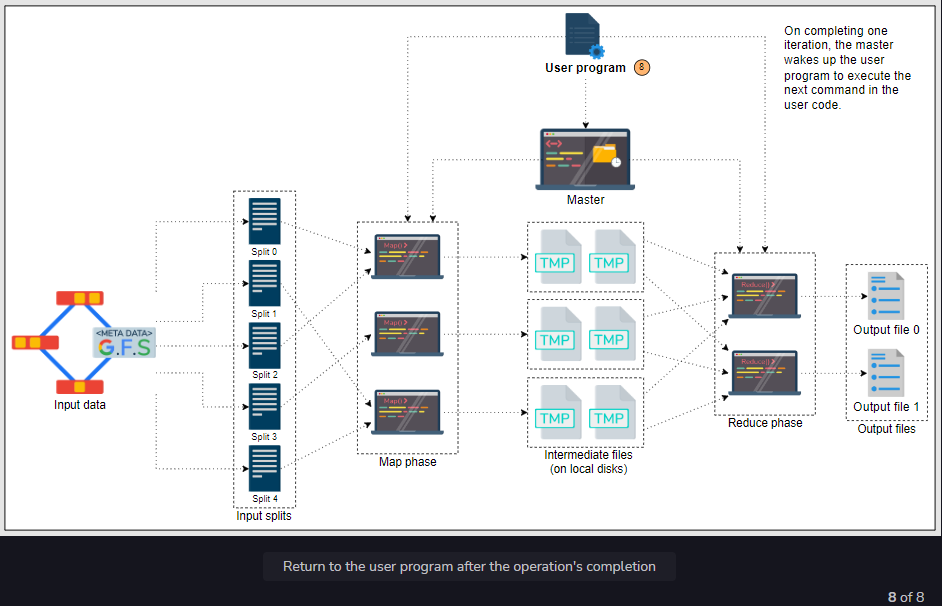 On completing one
iteration, the master
wakes up the user
program to execute the
next command in the
user code.
User program 8
Master
Split 0
Split 1
Split 2
Split 3
Split 4
Input splits
<META DATA>
G.F.S
Input data
Map()
Map()
Map()
Map phase
TMP TMP
TMP TMP
TMP TMP
Intermediate files
(on local disks)
Reduce()
Reduce()
Reduce phase
Output file 0
Output file 1
Output files
Return to the user program after the operation's completion
8 of 8